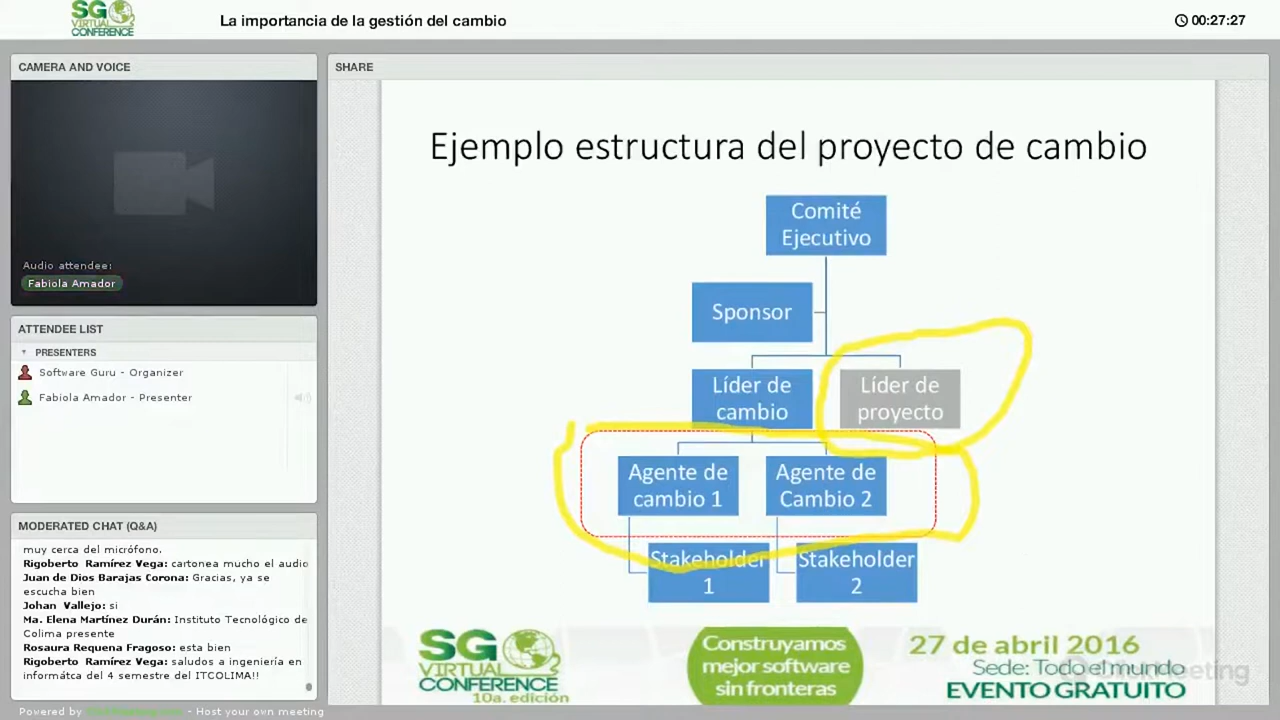 SG
VIRTUAL
CONFERENCE
La importancia de la gestión del cambio
00:27:27
CAMERA AND VOICE
Audio attendee:
Fabiola Amador
ATTENDEE LIST
PRESENTERS
Software Guru - Organizer
Fabiola Amador - Presenter
MODERATED CHAT (Q&A)
muy cerca del micrófono.
Rigoberto Ramírez Vega: cartonea mucho el audio
Juan de Dios Barajas Corona: Gracias, ya se
escucha bien
Johan Vallejo: si
Ma. Elena Martínez Durán: Instituto Tecnológico de
Colima presente
Rosaura Requena Fragoso: esta bien
Rigoberto Ramírez Vega: saludos a ingeniería en
informátca del 4 semestre del ITCOLIMA!!
Powered by ClickMeeting.com - Host your own meeting
SHARE
Ejemplo estructura del proyecto de cambio
Comité
Ejecutivo
Sponsor
Líder de
cambio
Líder de
proyecto
Agente de
cambio 1
Agente de
Cambio 2
Stakeholder
1
Stakeholder
2
SG
VIRTUAL
CONFERENCE
10a. edición
Construyamos
mejor software
sin fronteras
27 de abril 2016
Sede: Todo el mundo
EVENTO GRATUITO
ClickMeeting